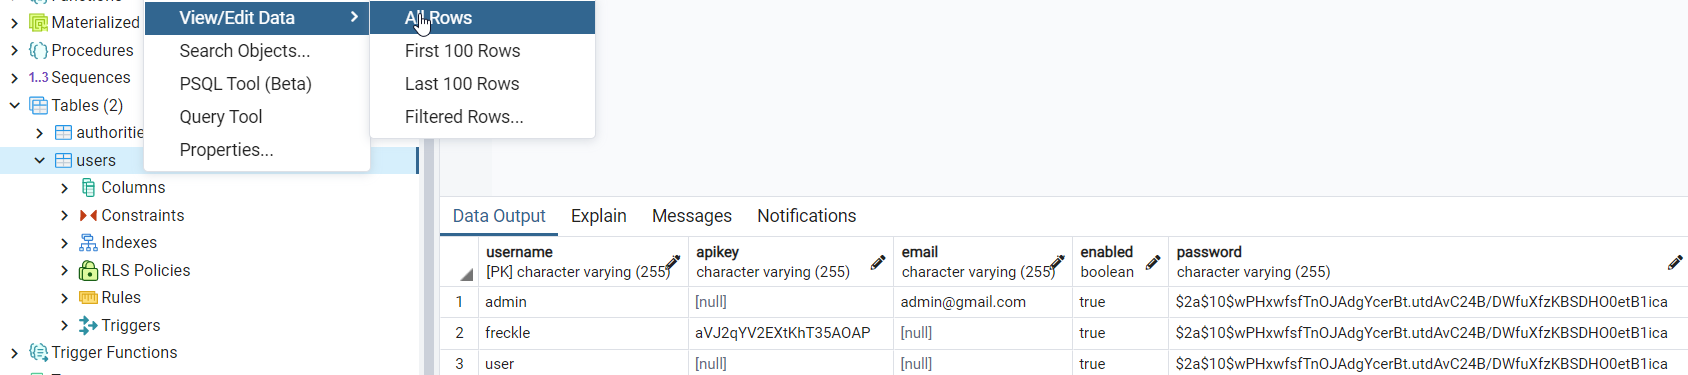 Functions
Materialized
Procedures
1..3 Sequences
Tables (2)
authoritie
users
Columns
Constraints
Indexes
RLS Policies
Rules
Triggers
Trigger Functions
View/Edit Data
Search Objects...
PSQL Tool (Beta)
Query Tool
Properties...
All Rows
First 100 Rows
Last 100 Rows
Filtered Rows...
Data Output Explain Messages Notifications
username apikey email enabled password
[PK] character varying (255) character varying (255) character varying (255) boolean character varying (255)
1 admin [null] admin@gmail.com true $2a$10$wPHxwfsfTnOJAdgYcerBt.utdAvC24B/DWfuXfzKBSDHO0etB1ica
2 freckle aVJ2qYV2EXtKhT35AOAP [null] true $2a$10$wPHxwfsfTnOJAdgYcerBt.utdAvC24B/DWfuXfzKBSDHO0etB1ica
3 user [null] [null] true $2a$10$wPHxwfsfTnOJAdgYcerBt.utdAvC24B/DWfuXfzKBSDHO0etB1ica